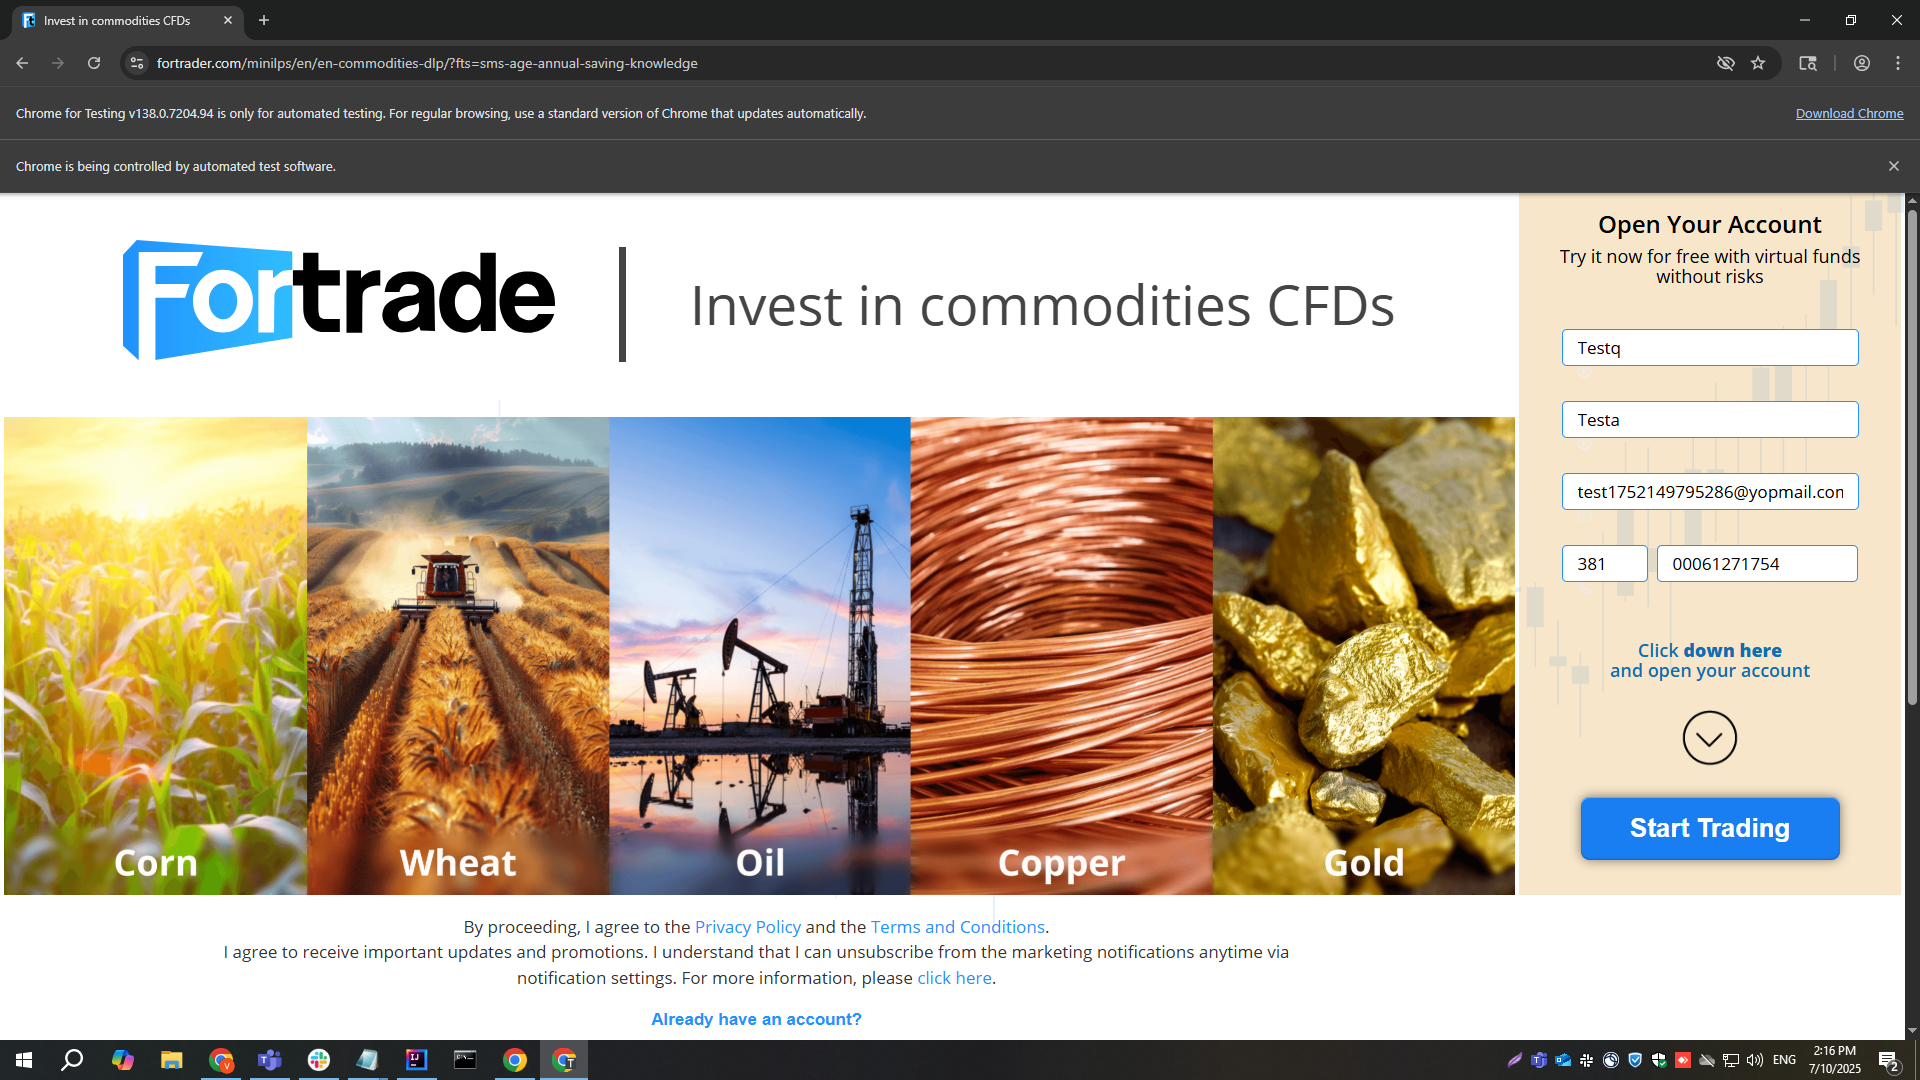 Invest in commodities CFDs
fortrader.com/minilps/en/en-commodities-dlp/?fts=sms-age-annual-saving-knowledge
Chrome for Testing v138.0.7204.94 is only for automated testing. For regular browsing, use a standard version of Chrome that updates automatically.
Download Chrome
Chrome is being controlled by automated test software.
Fortrade
Invest in commodities CFDs
Corn
Wheat
Oil
Copper
Gold
Open Your Account
Try it now for free with virtual funds
without risks
Testq
Testa
test1752149795286@yopmail.com
381
00061271754
Click down here
and open your account
Start Trading
By proceeding, I agree to the Privacy Policy and the Terms and Conditions.
I agree to receive important updates and promotions. I understand that I can unsubscribe from the marketing notifications anytime via
notification settings. For more information, please click here.
Already have an account?
ENG
2:16 PM
7/10/2025
2